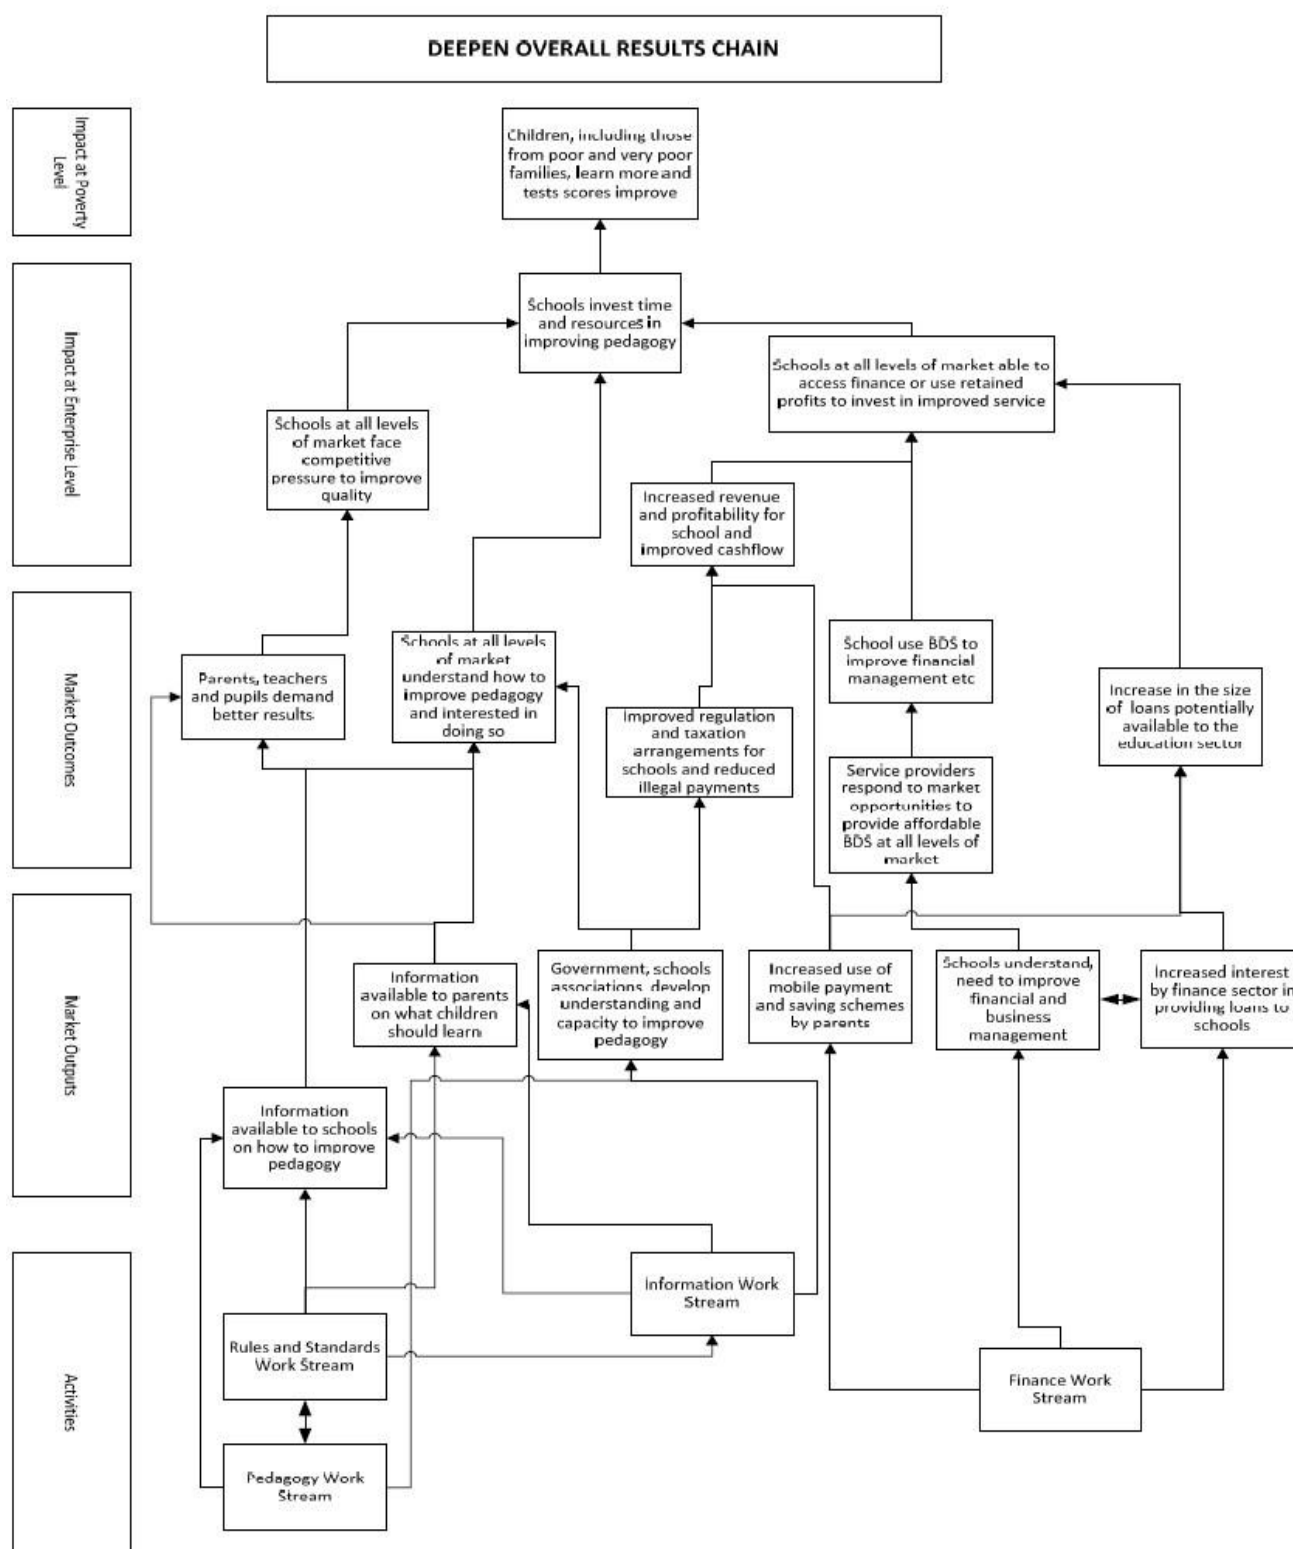 DEEPEN OVERALL RESULTS CHAIN
Impact at Poverty
Level
Children, including those
from poor and very poor
families, learn more and
tests scores improve
Impact at Enterprise Level
Schools invest time
and resources in
improving pedagogy
Schools at all levels of market able to
access finance or use retained
profits to invest in improved service
Schools at all levels
of market face
competitive
pressure to improve
quality
Increased revenue
and profitability for
school and
improved cashflow
Market Outcomes
Parents, teachers
and pupils demand
better results
Schools at all levels
of market
understand how to
improve pedagogy
and interested in
doing so
Improved regulation
and taxation
arrangements for
schools and reduced
illegal payments
School use BDS to
improve financial
management etc
Service providers
respond to market
opportunities to
provide affordable
BDS at all levels of
market
Increase in the size
of loans potentially
available to the
education sector
Market Outputs
Information
available to parents
on what children
should learn
Government, schools
associations, develop
understanding and
capacity to improve
pedagogy
Increased use of
mobile payment
and saving schemes
by parents
Schools understand,
need to improve
financial and
business
management
Increased interest
by finance sector in
providing loans to
schools
Information
available to schools
on how to improve
pedagogy
Activities
Information Work
Stream
Rules and Standards
Work Stream
Finance Work
Stream
Pedagogy Work
Stream